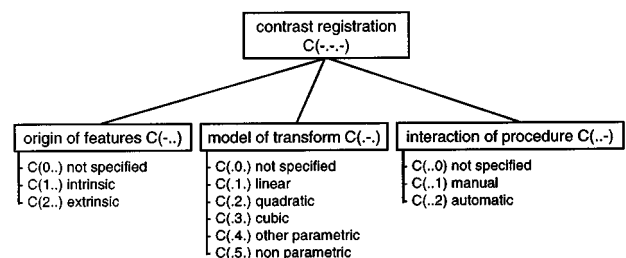 contrast registration
C(-.-.-)
origin of features C(-..)
C(0..) not specified
C(1..) intrinsic
C(2..) extrinsic
model of transform C(.-.)
C(.0.) not specified
C(.1.) linear
C(.2.) quadratic
C(.3.) cubic
C(.4.) other parametric
C(.5.) non parametric
interaction of procedure C(..-)
C(..0) not specified
C(..1) manual
C(..2) automatic